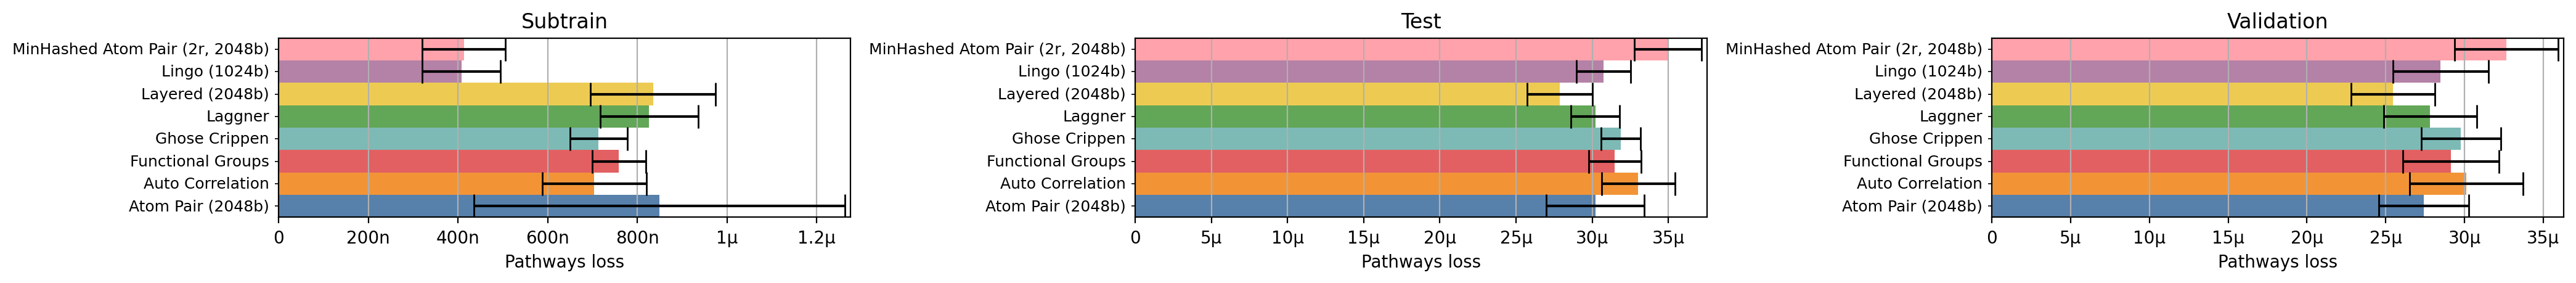 Subtrain
MinHashed Atom Pair (2r, 2048b)
Lingo (1024b)
Layered (2048b)
Laggner
Ghose Crippen
Functional Groups
Auto Correlation
Atom Pair (2048b)
0 200n 400n 600n 800n 1µ 1.2µ
Pathways loss
Test
MinHashed Atom Pair (2r, 2048b)
Lingo (1024b)
Layered (2048b)
Laggner
Ghose Crippen
Functional Groups
Auto Correlation
Atom Pair (2048b)
0 5µ 10µ 15µ 20µ 25µ 30µ 35µ
Pathways loss
Validation
MinHashed Atom Pair (2r, 2048b)
Lingo (1024b)
Layered (2048b)
Laggner
Ghose Crippen
Functional Groups
Auto Correlation
Atom Pair (2048b)
0 5µ 10µ 15µ 20µ 25µ 30µ 35µ
Pathways loss